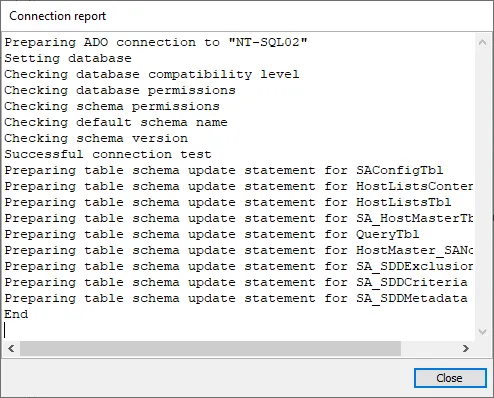 Connection report
Preparing ADO connection to "NT-SQL02"
Setting database
Checking database compatibility level
Checking database permissions
Checking schema permissions
Checking default schema name
Checking schema version
Successful connection test
Preparing table schema update statement for SAConfigTbl
Preparing table schema update statement for HostListsConten
Preparing table schema update statement for HostListsTbl
Preparing table schema update statement for SA_HostMasterTb
Preparing table schema update statement for QueryTbl
Preparing table schema update statement for HostMaster_SANo
Preparing table schema update statement for SA_SDDExclusion
Preparing table schema update statement for SA_SDDCriteria
Preparing table schema update statement for SA_SDDMetadata
End
Close